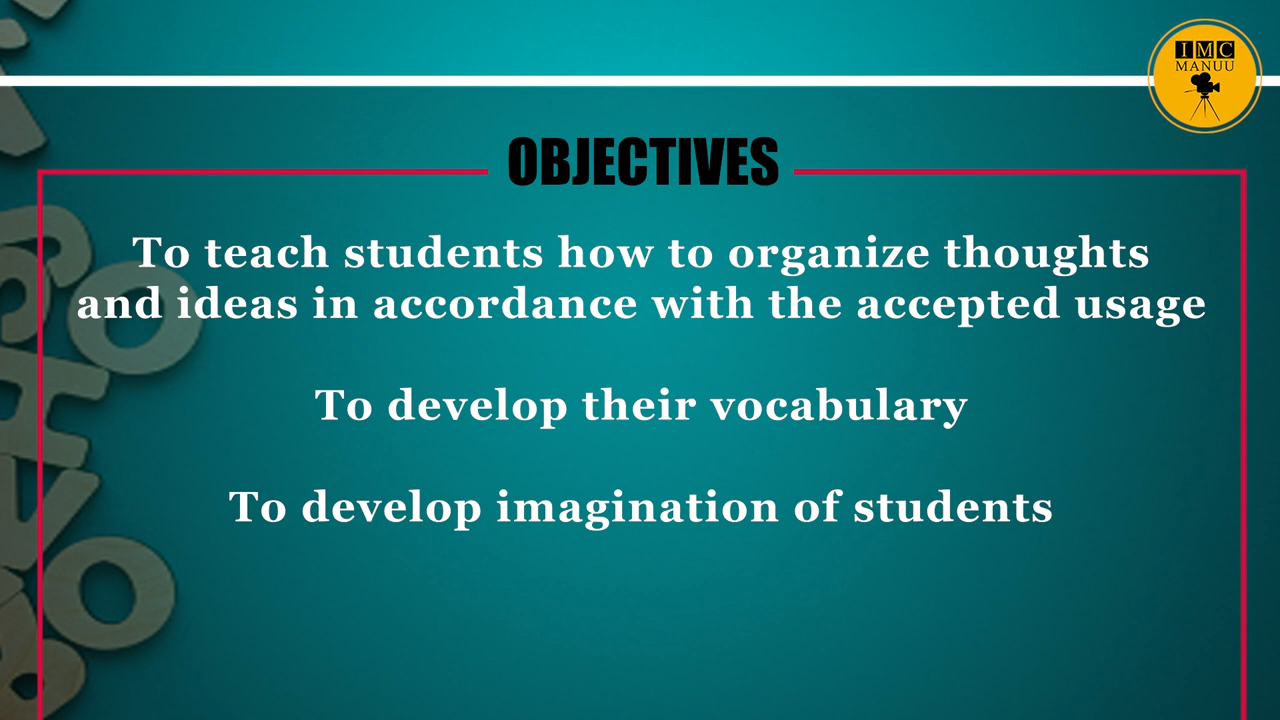 IMC
MANUU
OBJECTIVES
To teach students how to organize thoughts
and ideas in accordance with the accepted usage
To develop their vocabulary
To develop imagination of students